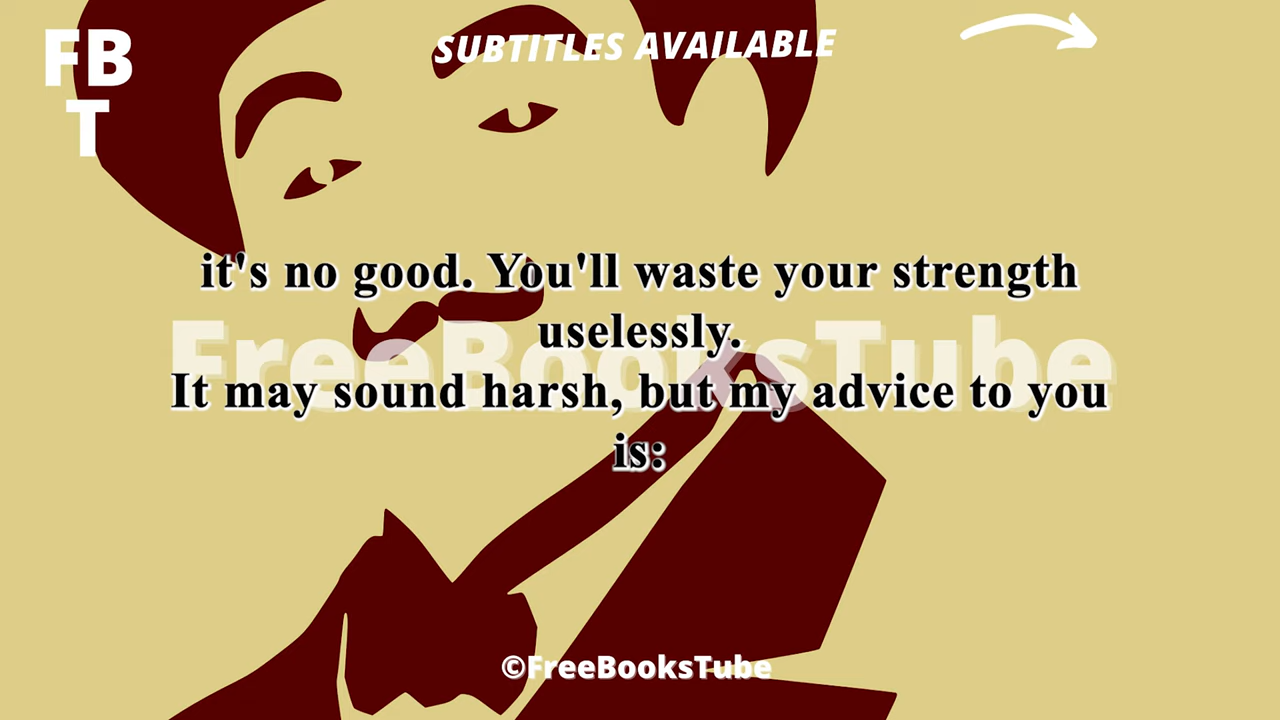 FB
T
SUBTITLES AVAILABLE
it's no good. You'll waste your strength
uselessly.
FreeBooksTube
It may sound harsh, but my advice to you
is:
©FreeBooksTube